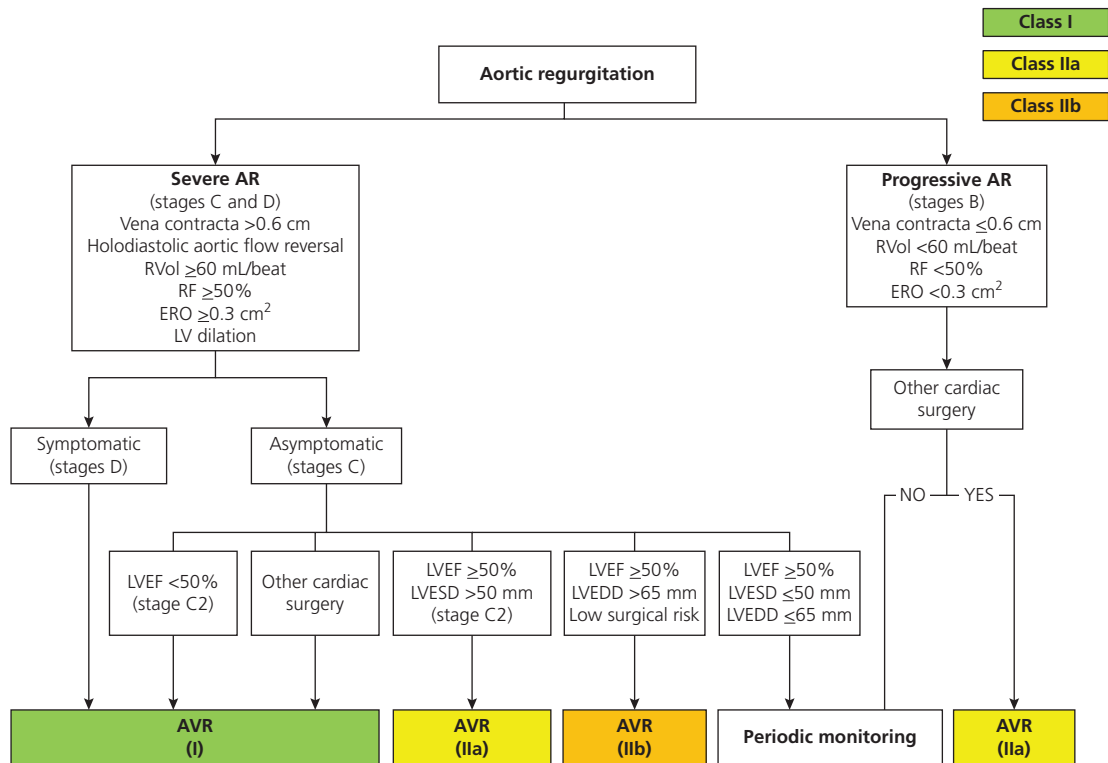 Class I
Class IIa
Class IIb
Aortic regurgitation
Severe AR
(stages C and D)
Vena contracta >0.6 cm
Holodiastolic aortic flow reversal
RVol ≥60 mL/beat
RF ≥50%
ERO ≥0.3 cm²
LV dilation
Progressive AR
(stages B)
Vena contracta ≤0.6 cm
RVol <60 mL/beat
RF <50%
ERO <0.3 cm²
Other cardiac
surgery
Symptomatic
(stages D)
Asymptomatic
(stages C)
NO
YES
LVEF <50%
(stage C2)
Other cardiac
surgery
LVEF ≥50%
LVESD >50 mm
(stage C2)
LVEF ≥50%
LVEDD >65 mm
Low surgical risk
LVEF ≥50%
LVESD ≤50 mm
LVEDD ≤65 mm
AVR
(I)
AVR
(IIa)
AVR
(IIb)
Periodic monitoring
AVR
(IIa)